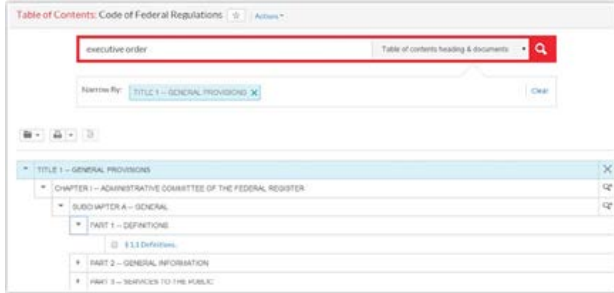 Table of Contents: Code of Federal Regulations Actions
executive order Table of contents heading & documents
Narrow By: TITLE 1 -- GENERAL PROVISIONS X Clear
TITLE 1 -- GENERAL PROVISIONS
CHAPTER I -- ADMINISTRATIVE COMMITTEE OF THE FEDERAL REGISTER
SUBCHAPTER A -- GENERAL
PART 1 -- DEFINITIONS
§ 1.1 Definitions.
PART 2 -- GENERAL INFORMATION
PART 3 -- SERVICES TO THE PUBLIC